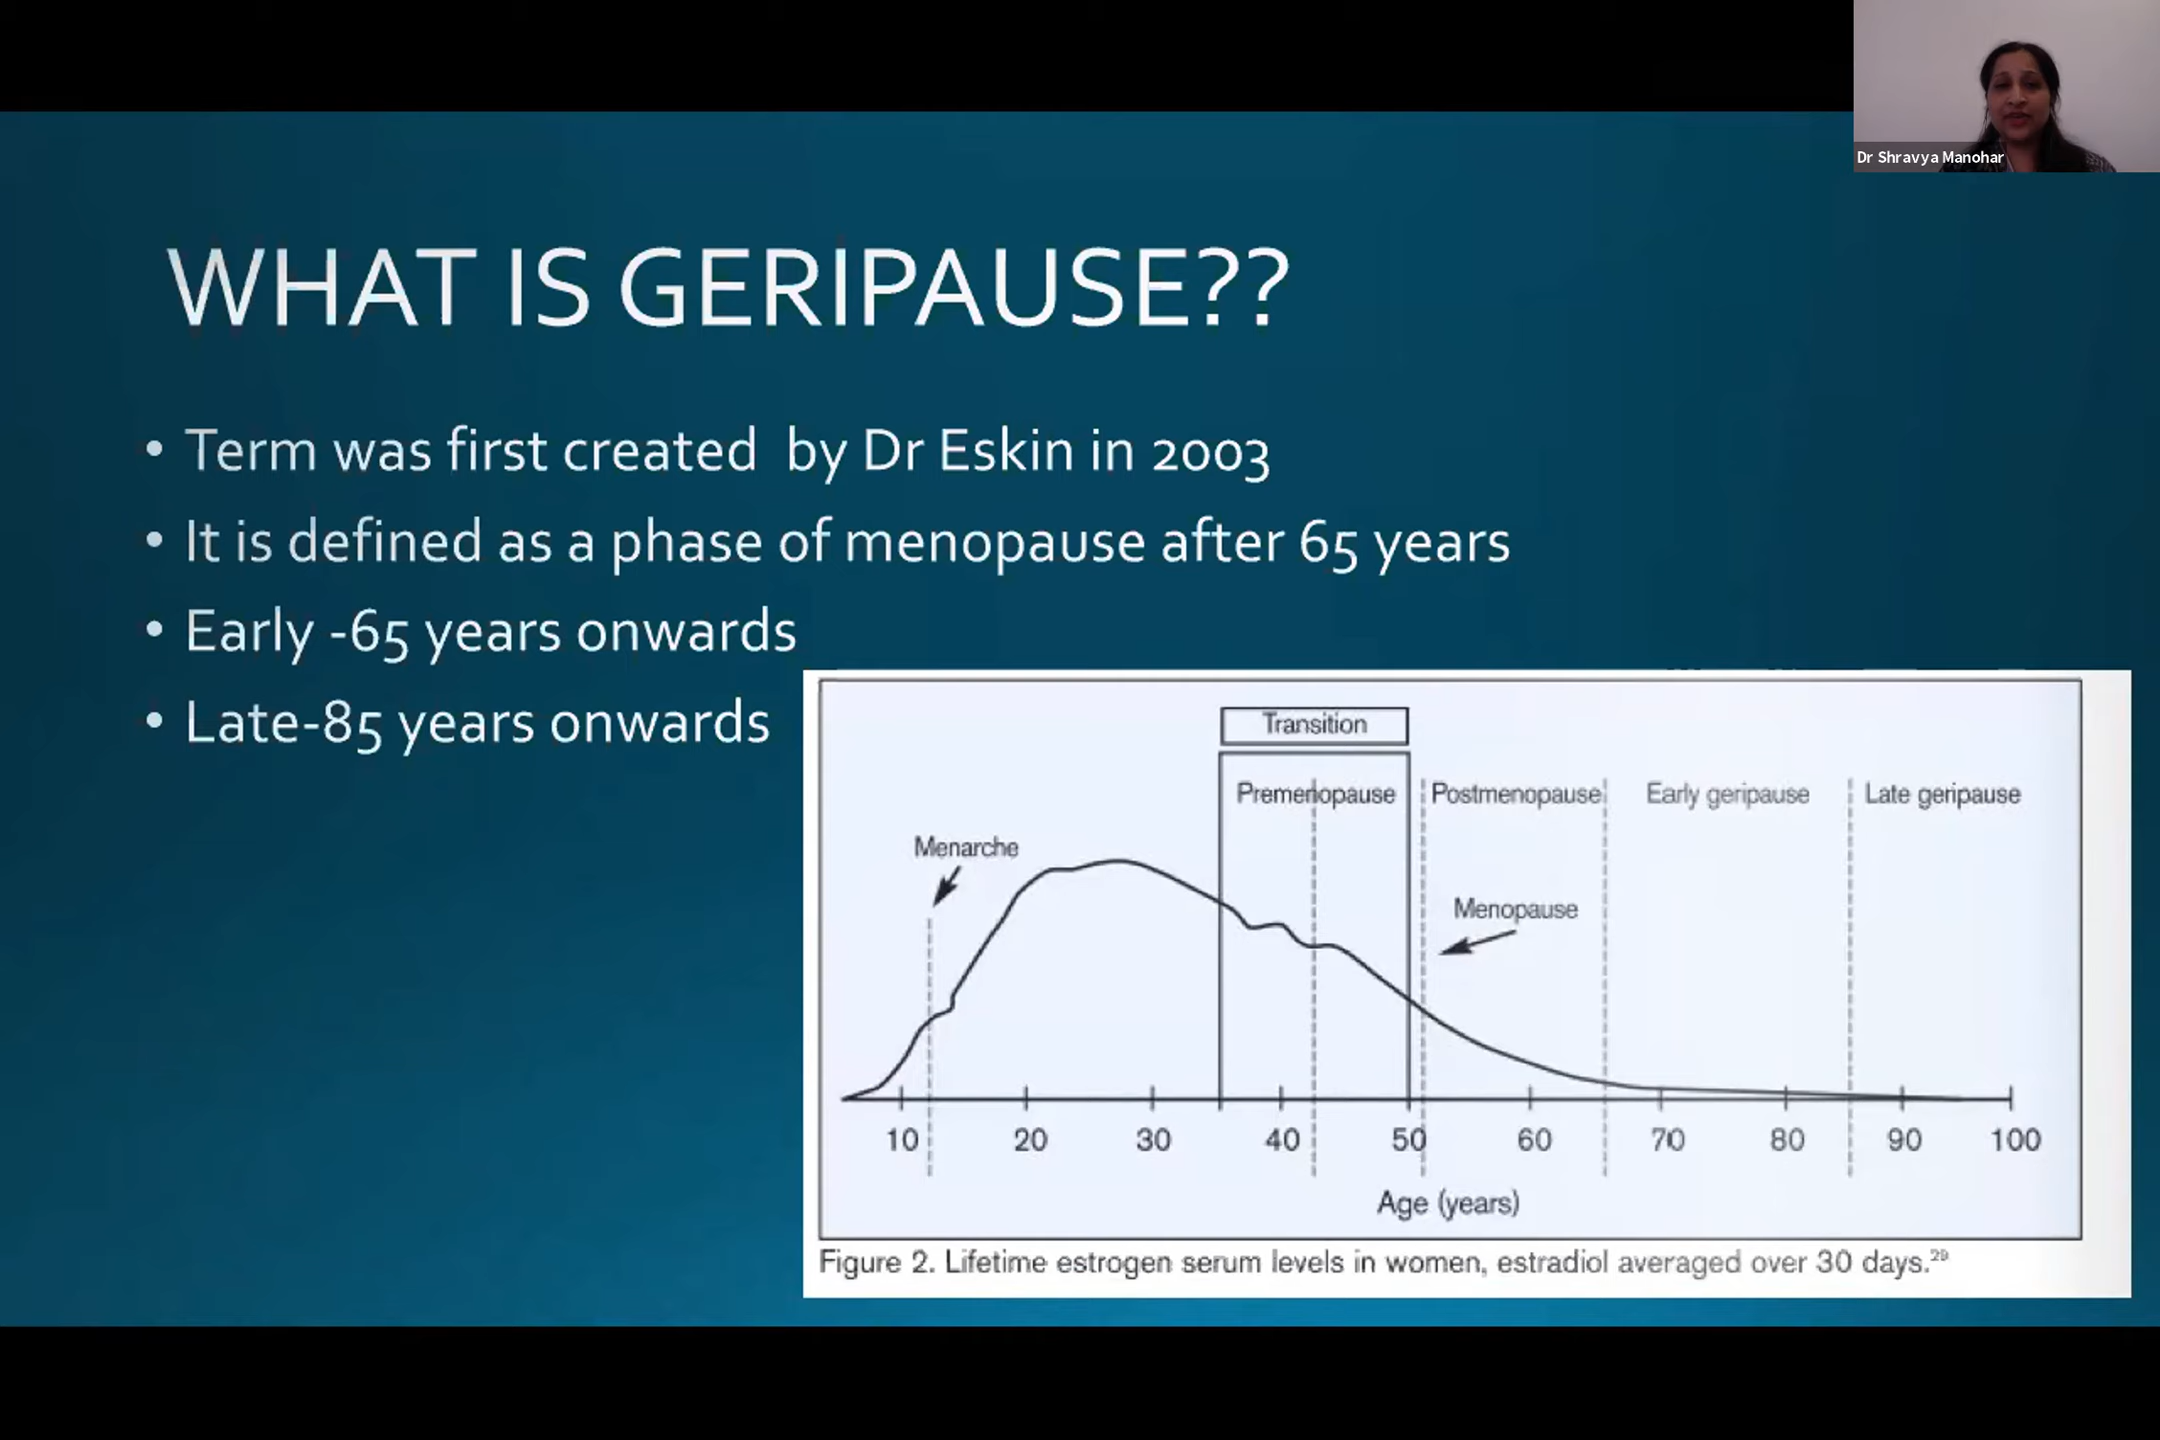 Dr Shravya Manohar
WHAT IS GERIPAUSE??
• Term was first created by Dr Eskin in 2003
• It is defined as a phase of menopause after 65 years
• Early -65 years onwards
• Late-85 years onwards
Transition
Premenopause Postmenopause Early geripause Late geripause
Menarche
Menopause
10 20 30 40 50 60 70 80 90 100
Age (years)
Figure 2. Lifetime estrogen serum levels in women, estradiol averaged over 30 days.29